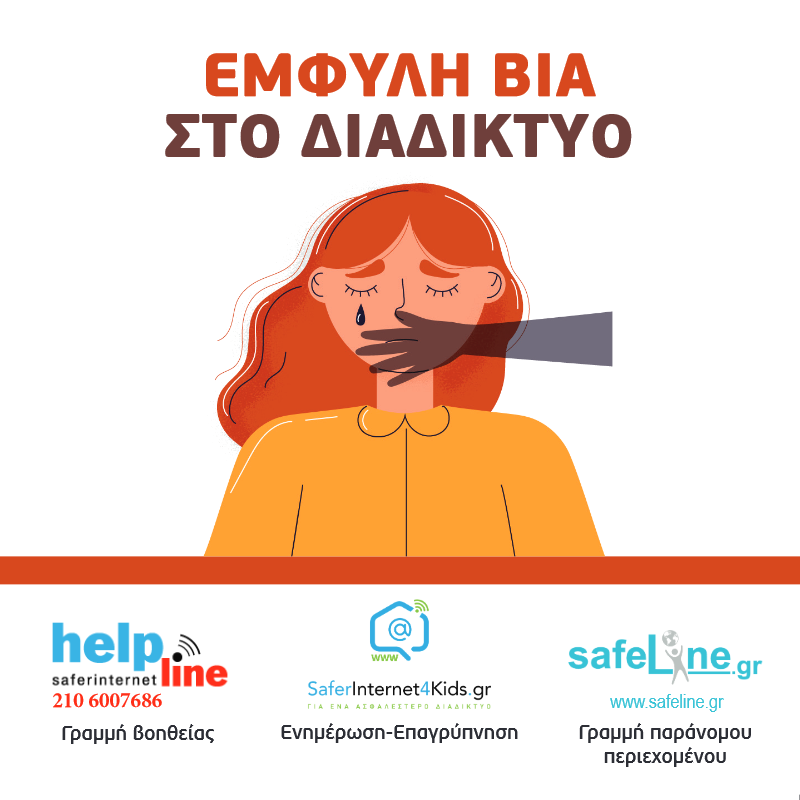 ΕΜΦΥΛΗ ΒΙΑ
ΣΤΟ ΔΙΑΔΙΚΤΥΟ
help
line
saferinternet
210 6007686
Γραμμή βοηθείας
@
www
SaferInternet4Kids.gr
ΓΙΑ ΕΝΑ ΑΣΦΑΛΕΣΤΕΡΟ ΔΙΑΔΙΚΤΥΟ
Ενημέρωση-Επαγρύπνηση
safeLine.gr
www.safeline.gr
Γραμμή παράνομου
περιεχομένου